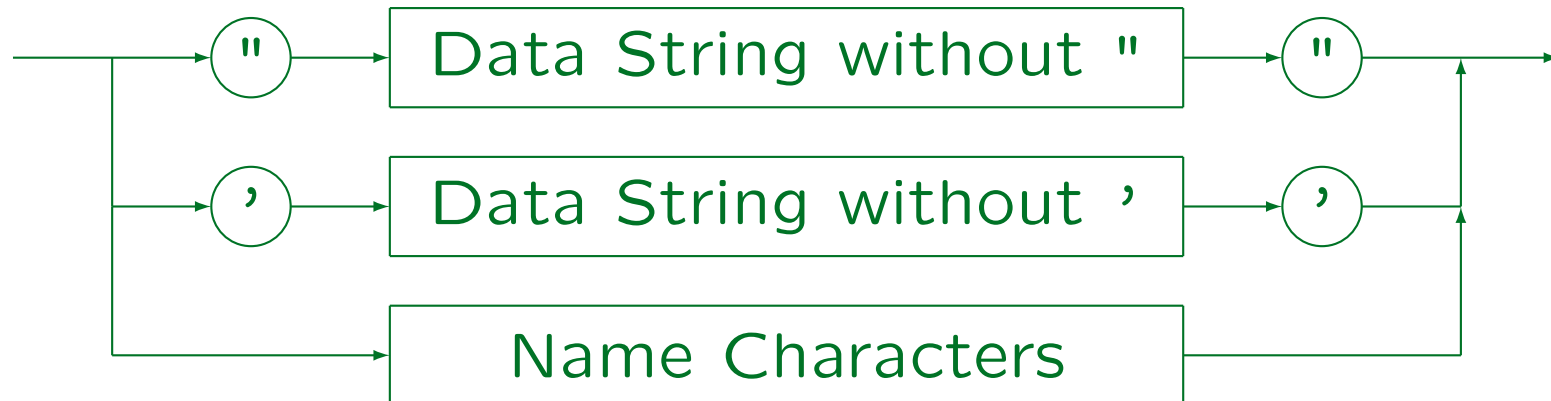 " Data String without " "
' Data String without ' '
Name Characters